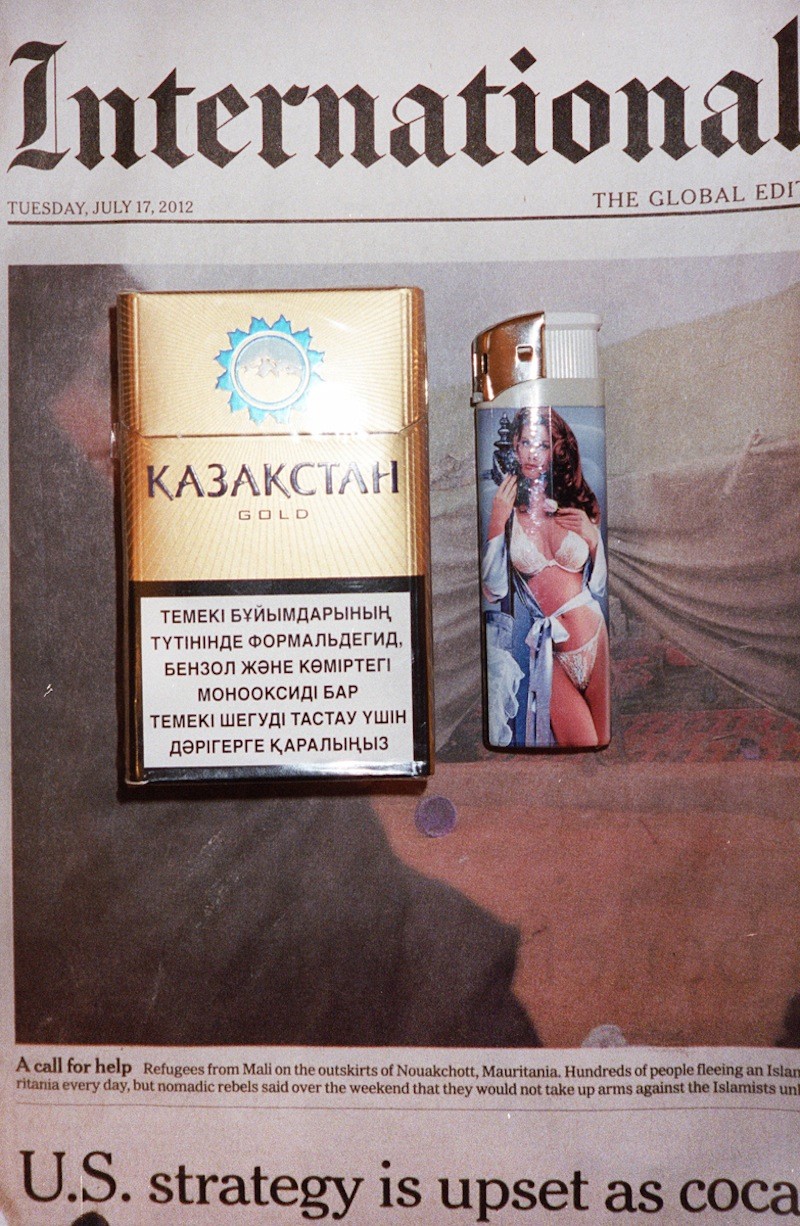 International
TUESDAY, JULY 17, 2012
THE GLOBAL EDIT
ҚАЗАҚСТАН
GOLD
ТЕМЕКІ БҰЙЫМДАРЫНЫҢ
ТҮТІНІНДЕ ФОРМАЛЬДЕГИД,
БЕНЗОЛ ЖӘНЕ КӨМІРТЕГІ
МОНООКСИДІ БАР
ТЕМЕКІ ШЕГУДІ ТАСТАУ ҮШІН
ДӘРІГЕРГЕ ҚАРАЛЫҢЫЗ
A call for help Refugees from Mali on the outskirts of Nouakchott, Mauritania. Hundreds of people fleeing an Islam
ritania every day, but nomadic rebels said over the weekend that they would not take up arms against the Islamists unl
U.S. strategy is upset as coca